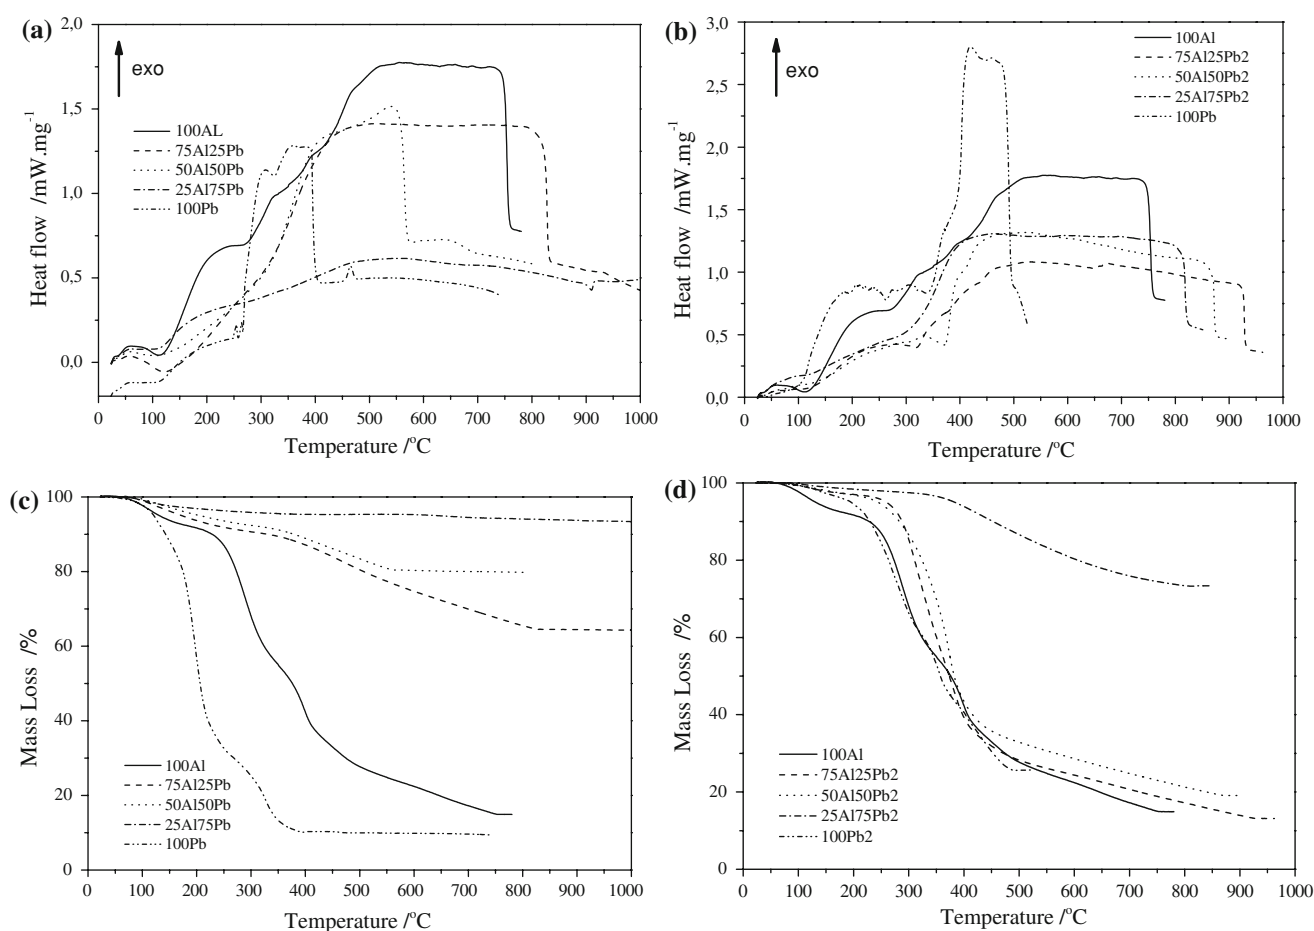 (a)
exo
2,0
1,5
1,0
0,5
0,0
Heat flow /mW.mg-1
100AL
75Al25Pb
50Al50Pb
25Al75Pb
100Pb
0 100 200 300 400 500 600 700 800 900 1000
Temperature /oC
(b)
exo
3,0
2,5
2,0
1,5
1,0
0,5
0,0
Heat flow /mW.mg-1
100Al
75Al25Pb2
50Al50Pb2
25Al75Pb2
100Pb
0 100 200 300 400 500 600 700 800 900 1000
Temperature /oC
(c)
100
80
60
40
20
0
Mass Loss /%
100Al
75Al25Pb
50Al50Pb
25Al75Pb
100Pb
0 100 200 300 400 500 600 700 800 900 1000
Temperature /oC
(d)
100
80
60
40
20
0
Mass Loss /%
100Al
75Al25Pb2
50Al50Pb2
25Al75Pb2
100Pb2
0 100 200 300 400 500 600 700 800 900 1000
Temperature /oC